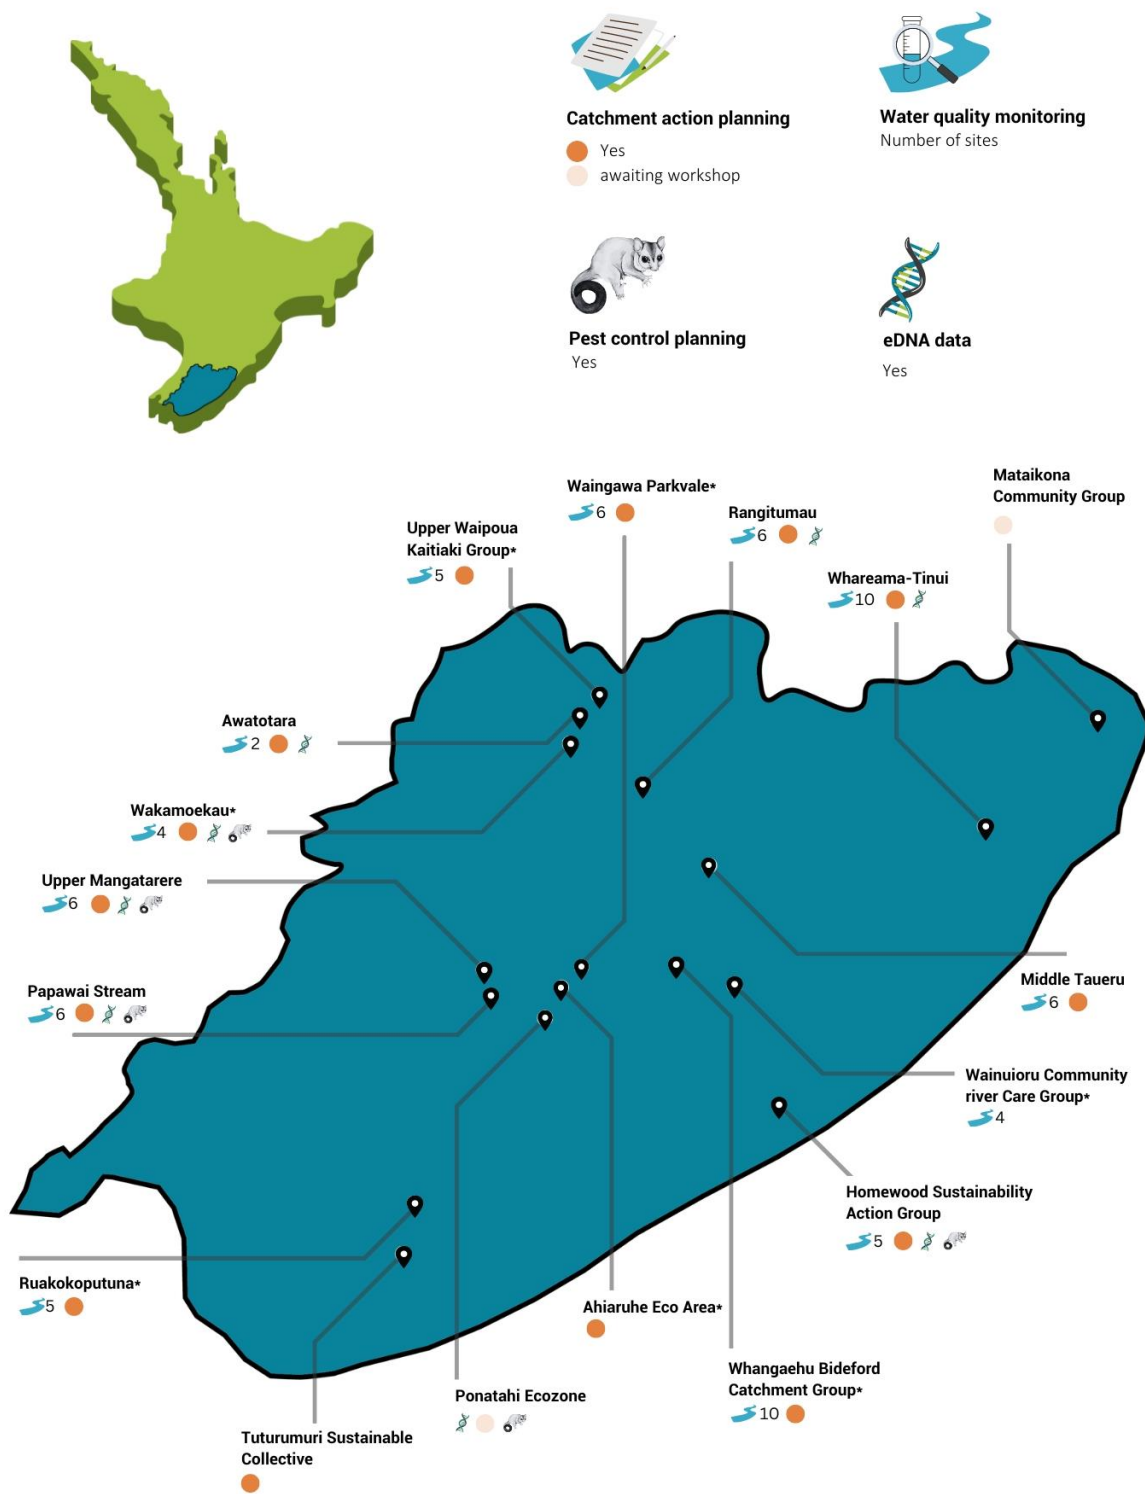 Catchment action planning
Yes
awaiting workshop
Water quality monitoring
Number of sites
Pest control planning
Yes
eDNA data
Yes
Waingawa Parkvale*
6
Mataikona
Community Group
Rangitumau
6
Upper Waipoua
Kaitiaki Group*
5
Whareama-Tinui
10
Awatotara
2
Wakamoekau*
4
Upper Mangatarere
6
Papawai Stream
6
Middle Taueru
6
Wainuioru Community
river Care Group*
4
Homewood Sustainability
Action Group
5
Ruakokoputuna*
5
Ahiaruhe Eco Area*
Whangaehu Bideford
Catchment Group*
10
Ponatahi Ecozone
Tuturumuri Sustainable
Collective